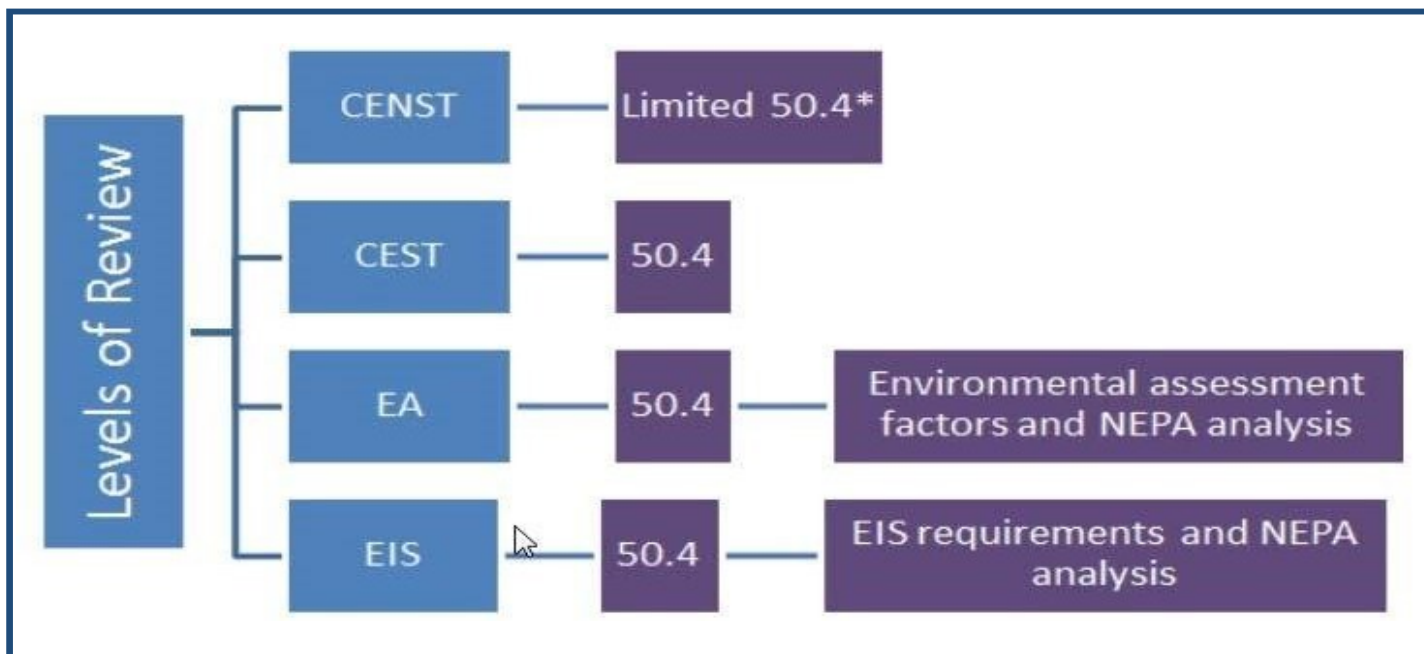 Levels of Review
CENST
Limited 50.4*
CEST
50.4
EA
50.4
Environmental assessment
factors and NEPA analysis
EIS
50.4
EIS requirements and NEPA
analysis